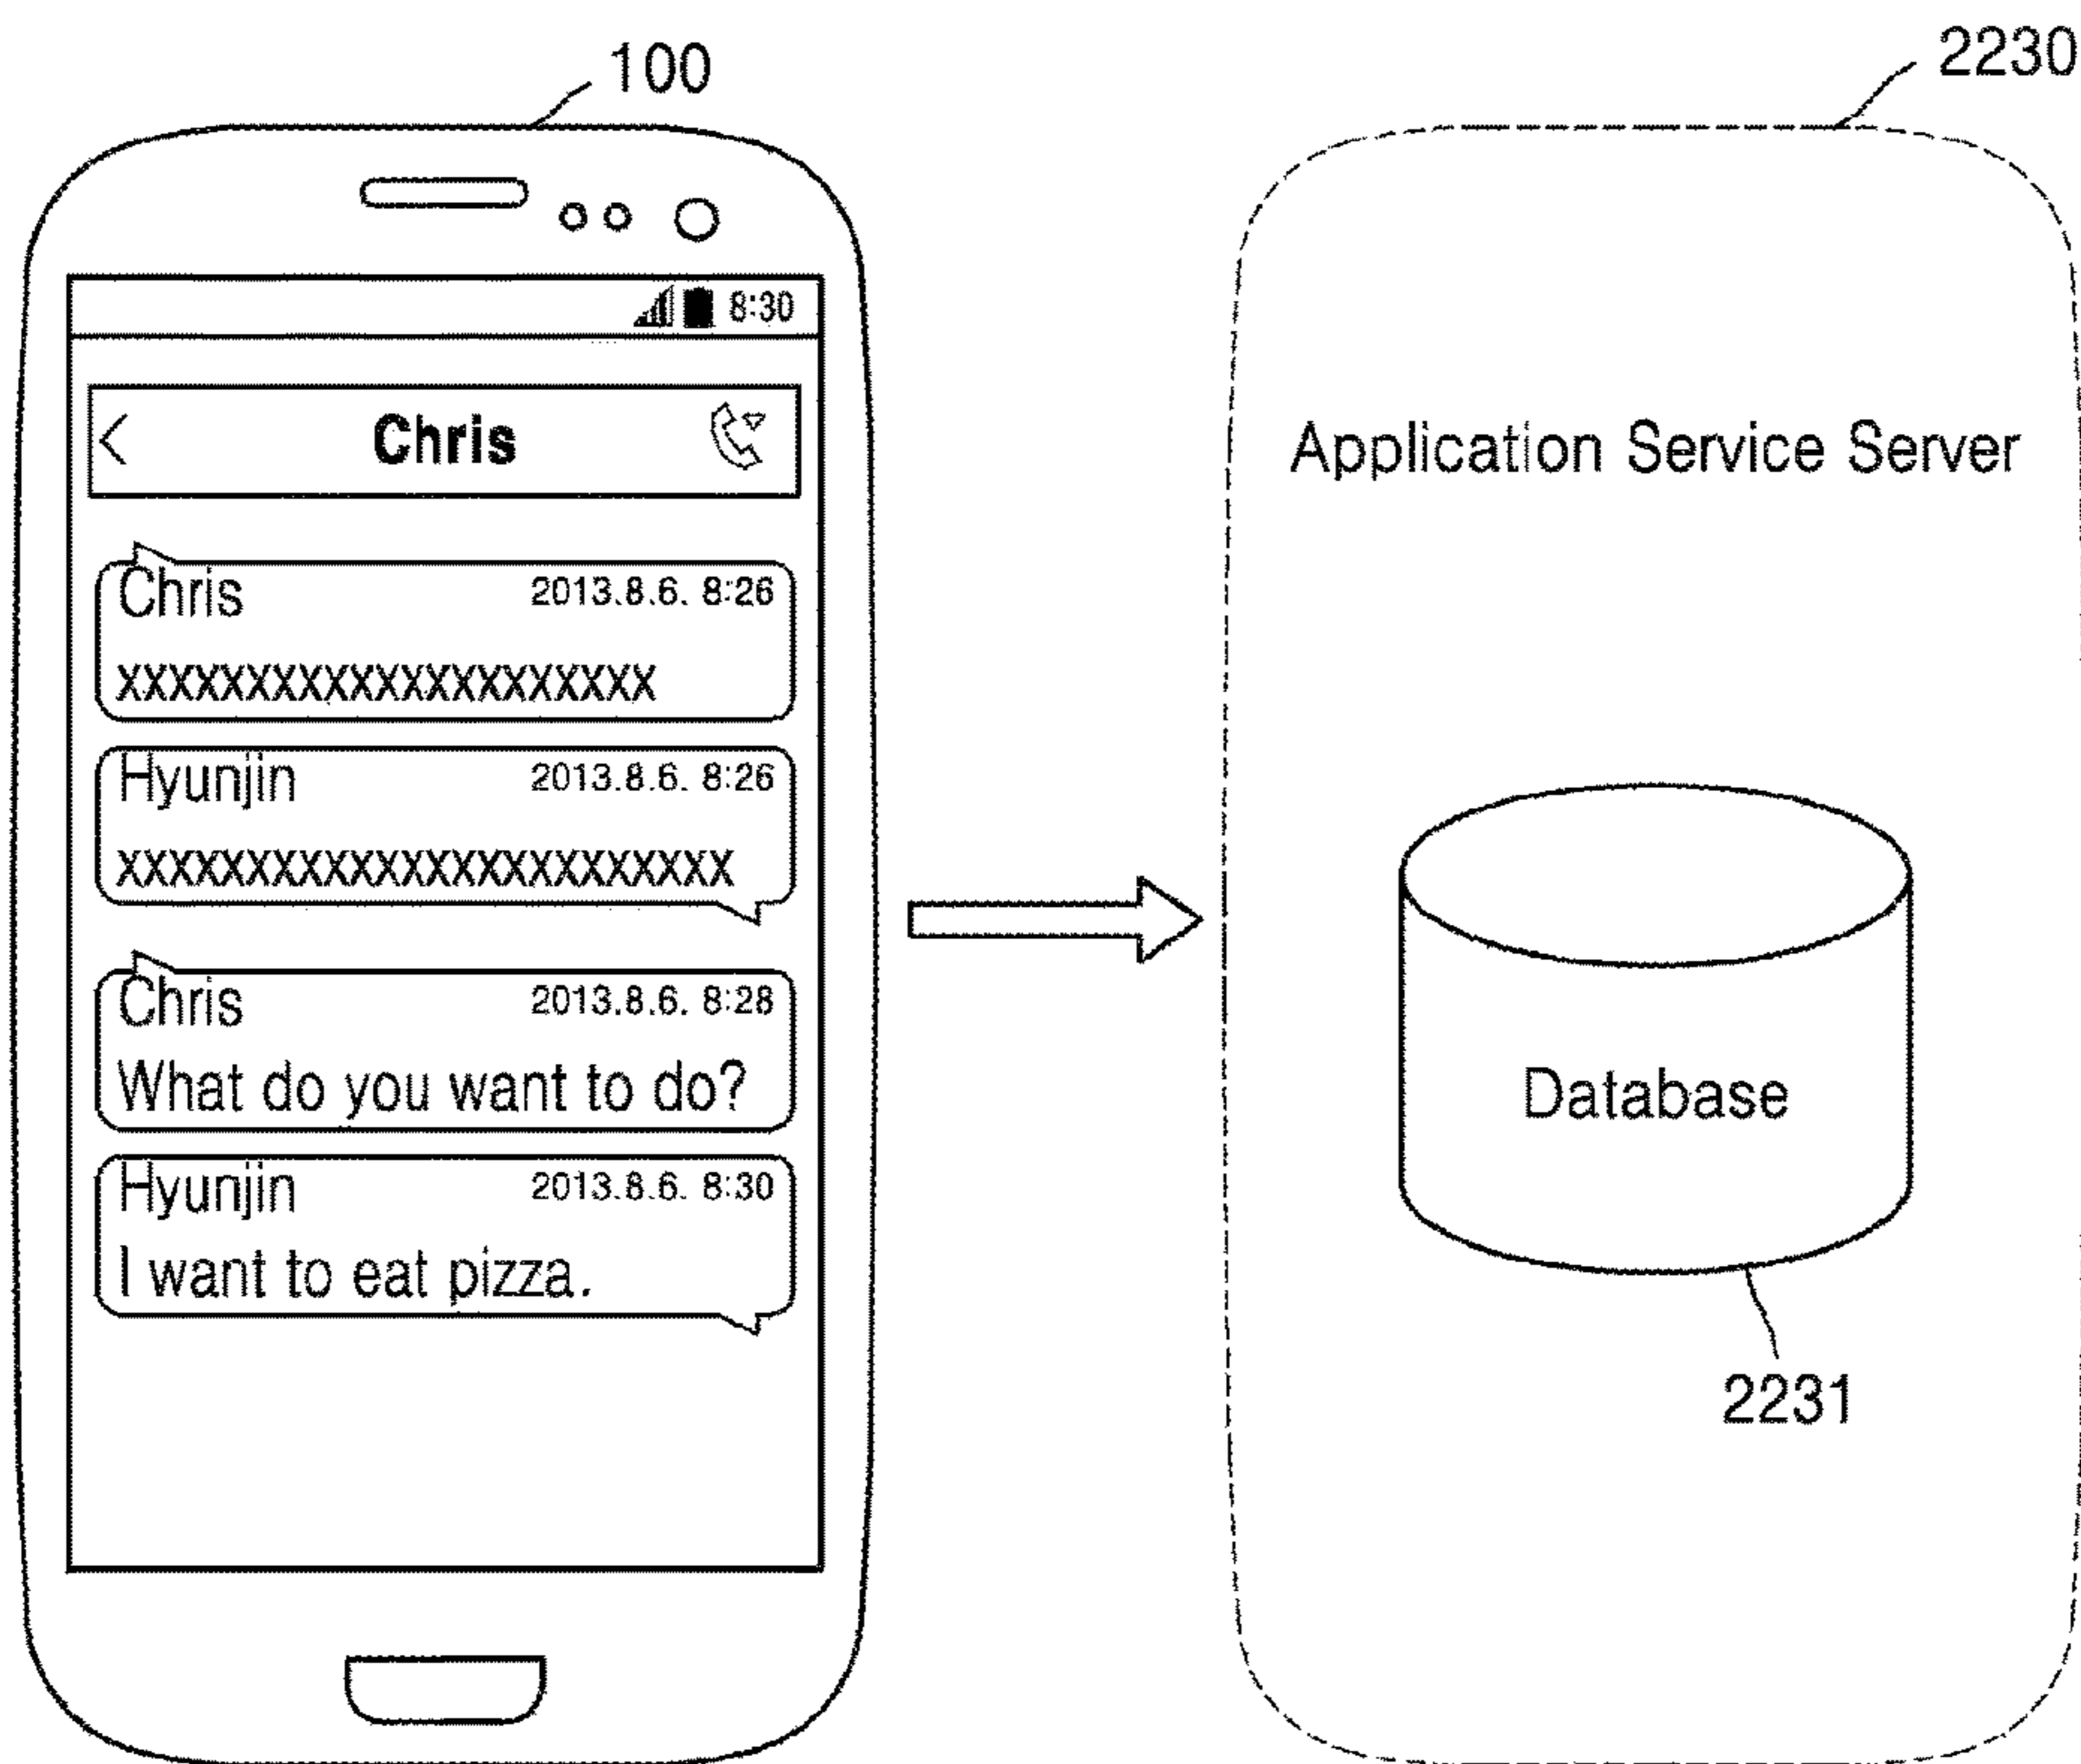 100
2230
8:30
Chris
Chris 2013.8.6. 8:26
xxxxxxxxxxxxxxxxxxxxx
Hyunjin 2013.8.6. 8:26
xxxxxxxxxxxxxxxxxxxxxxxx
Chris 2013.8.6. 8:28
What do you want to do?
Hyunjin 2013.8.6. 8:30
I want to eat pizza.
Application Service Server
Database
2231